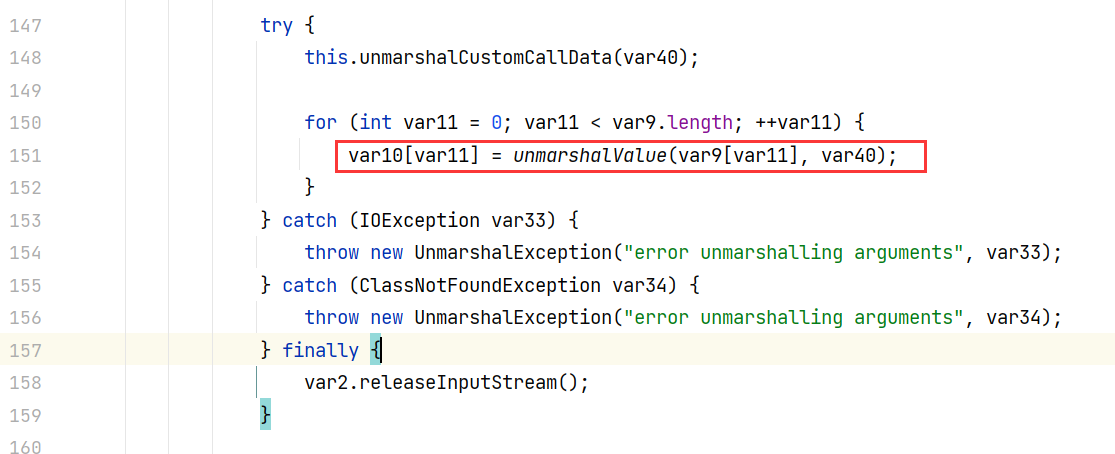 147 try {
148 this.unmarshalCustomCallData(var40);
149
150 for (int var11 = 0; var11 < var9.length; ++var11) {
151 var10[var11] = unmarshalValue(var9[var11], var40);
152 }
153 } catch (IOException var33) {
154 throw new UnmarshalException("error unmarshalling arguments", var33);
155 } catch (ClassNotFoundException var34) {
156 throw new UnmarshalException("error unmarshalling arguments", var34);
157 } finally {
158 var2.releaseInputStream();
159 }
160